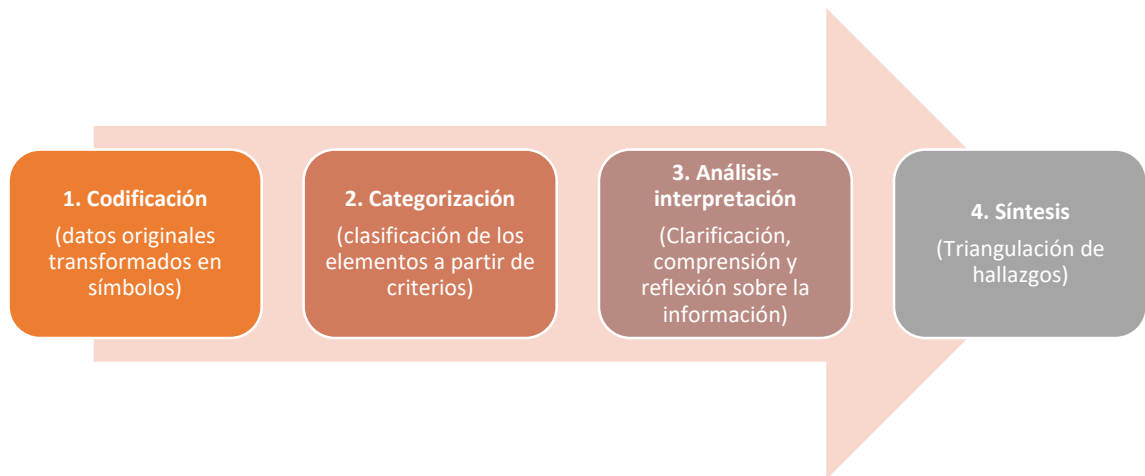 1. Codificación
(datos originales
transformados en
símbolos)
2. Categorización
(clasificación de los
elementos a partir de
criterios)
3. Análisis-
interpretación
(Clarificación,
comprensión y
reflexión sobre la
información)
4. Síntesis
(Triangulación de
hallazgos)